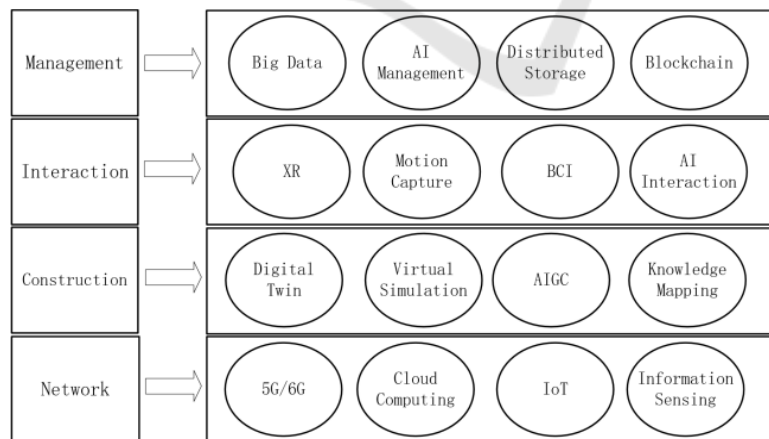 Management
Big Data
AI
Management
Distributed
Storage
Blockchain
Interaction
XR
Motion
Capture
BCI
AI
Interaction
Construction
Digital
Twin
Virtual
Simulation
AIGC
Knowledge
Mapping
Network
5G/6G
Cloud
Computing
IoT
Information
Sensing